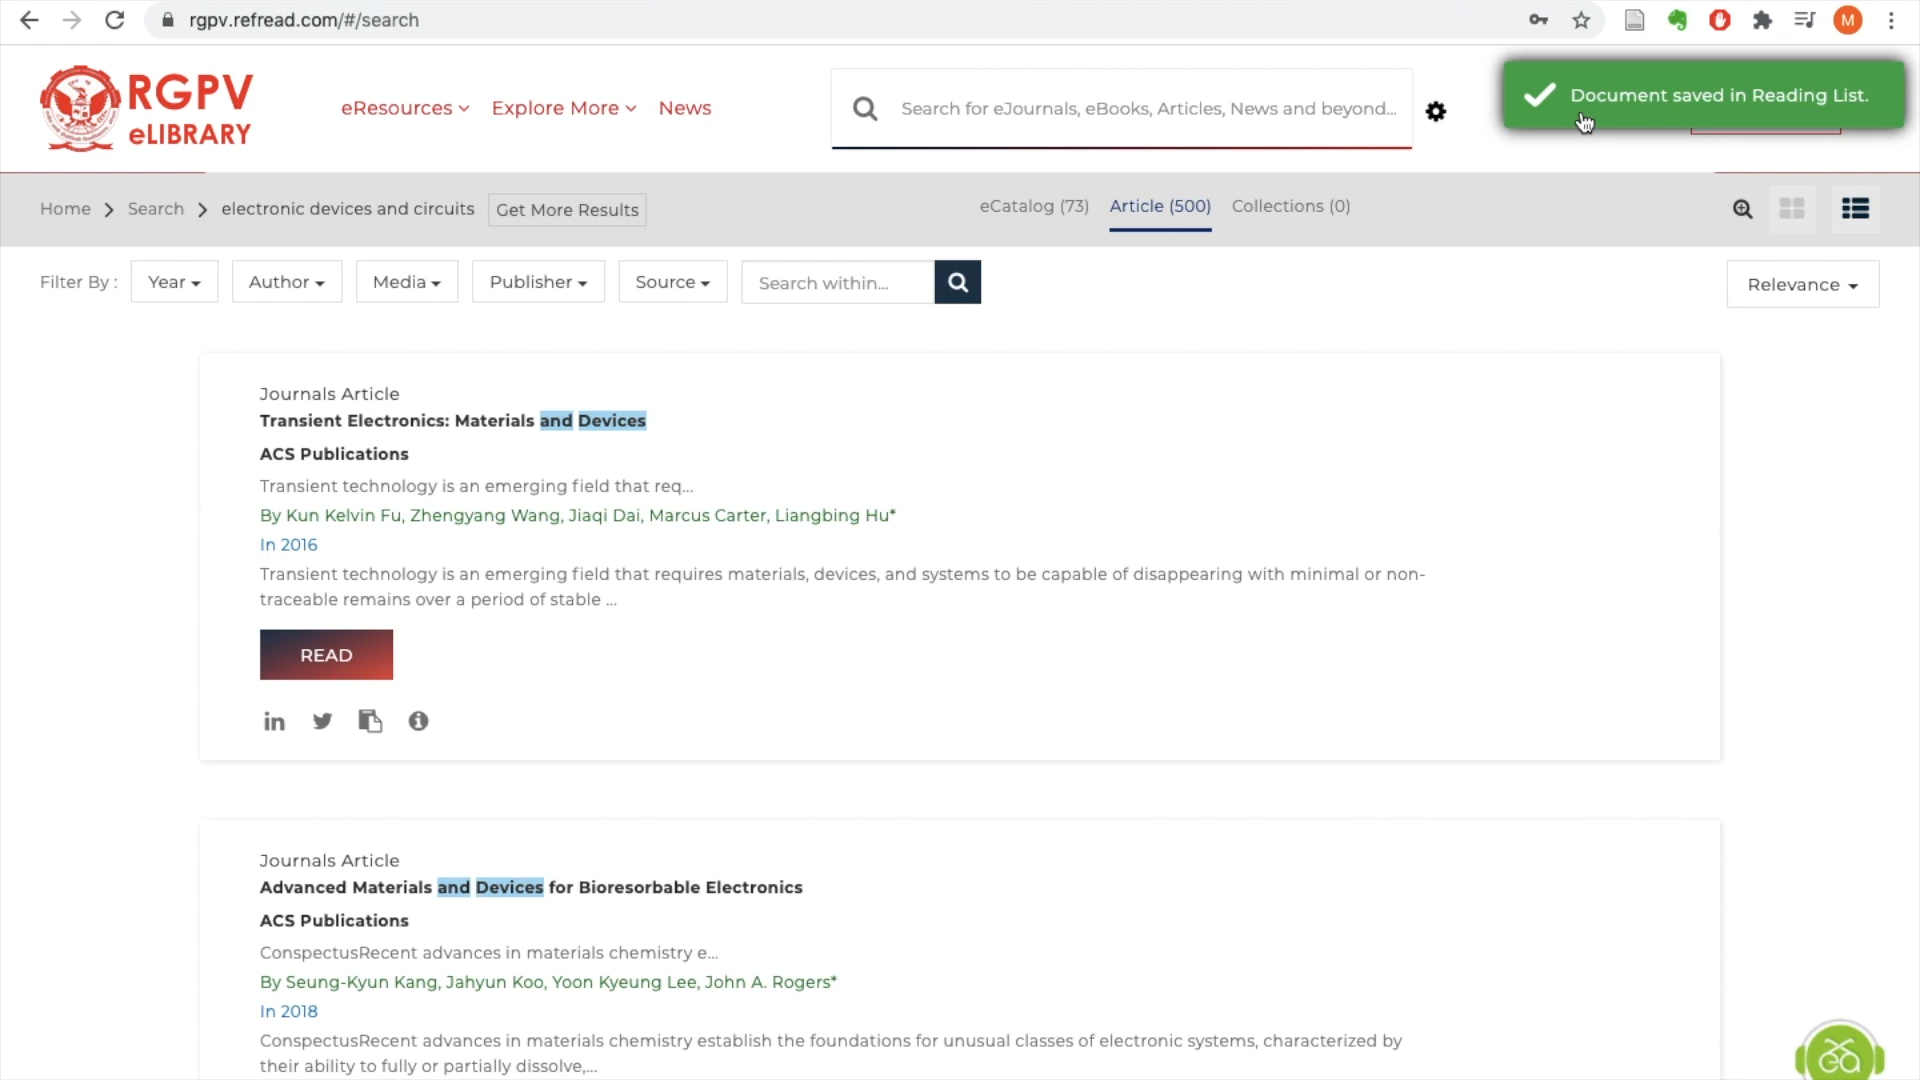 rgpv.refread.com/#/search
M
RGPV
eLIBRARY
eResources
Explore More
News
Search for eJournals, eBooks, Articles, News and beyond...
Document saved in Reading List.
Home
Search
electronic devices and circuits
Get More Results
eCatalog (73)
Article (500)
Collections (0)
Filter By :
Year
Author
Media
Publisher
Source
Search within...
Relevance
Journals Article
Transient Electronics: Materials and Devices
ACS Publications
Transient technology is an emerging field that req...
By Kun Kelvin Fu, Zhengyang Wang, Jiaqi Dai, Marcus Carter, Liangbing Hu*
In 2016
Transient technology is an emerging field that requires materials, devices, and systems to be capable of disappearing with minimal or non-
traceable remains over a period of stable ...
READ
Journals Article
Advanced Materials and Devices for Bioresorbable Electronics
ACS Publications
ConspectusRecent advances in materials chemistry e...
By Seung-Kyun Kang, Jahyun Koo, Yoon Kyeung Lee, John A. Rogers*
In 2018
ConspectusRecent advances in materials chemistry establish the foundations for unusual classes of electronic systems, characterized by
their ability to fully or partially dissolve,...